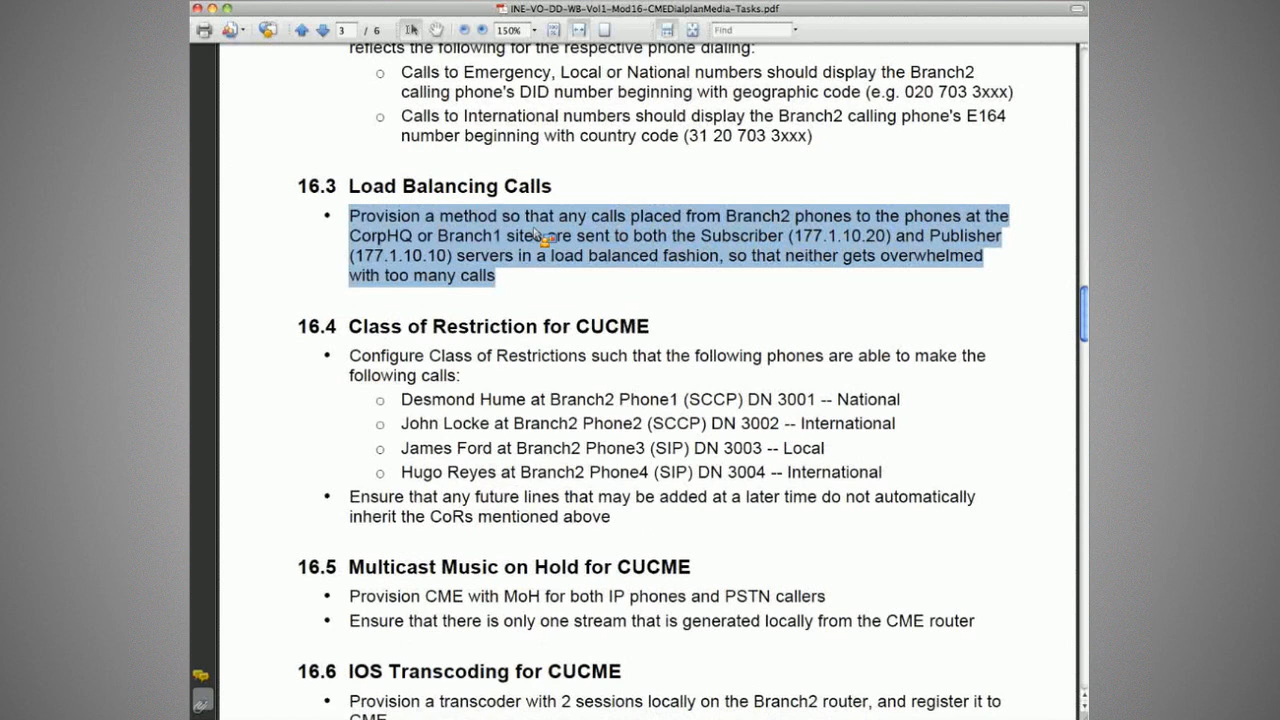 INE-VO-DD-WB-Vol1-Mod16-CMEDialplanMedia-Tasks.pdf
3 / 6 150% Find
reflects the following for the respective phone dialing:
o Calls to Emergency, Local or National numbers should display the Branch2
calling phone's DID number beginning with geographic code (e.g. 020 703 3xxx)
o Calls to International numbers should display the Branch2 calling phone's E164
number beginning with country code (31 20 703 3xxx)
16.3 Load Balancing Calls
• Provision a method so that any calls placed from Branch2 phones to the phones at the
CorpHQ or Branch1 sites are sent to both the Subscriber (177.1.10.20) and Publisher
(177.1.10.10) servers in a load balanced fashion, so that neither gets overwhelmed
with too many calls
16.4 Class of Restriction for CUCME
• Configure Class of Restrictions such that the following phones are able to make the
following calls:
o Desmond Hume at Branch2 Phone1 (SCCP) DN 3001 -- National
o John Locke at Branch2 Phone2 (SCCP) DN 3002 -- International
o James Ford at Branch2 Phone3 (SIP) DN 3003 -- Local
o Hugo Reyes at Branch2 Phone4 (SIP) DN 3004 -- International
• Ensure that any future lines that may be added at a later time do not automatically
inherit the CoRs mentioned above
16.5 Multicast Music on Hold for CUCME
• Provision CME with MoH for both IP phones and PSTN callers
• Ensure that there is only one stream that is generated locally from the CME router
16.6 IOS Transcoding for CUCME
• Provision a transcoder with 2 sessions locally on the Branch2 router, and register it to
CME